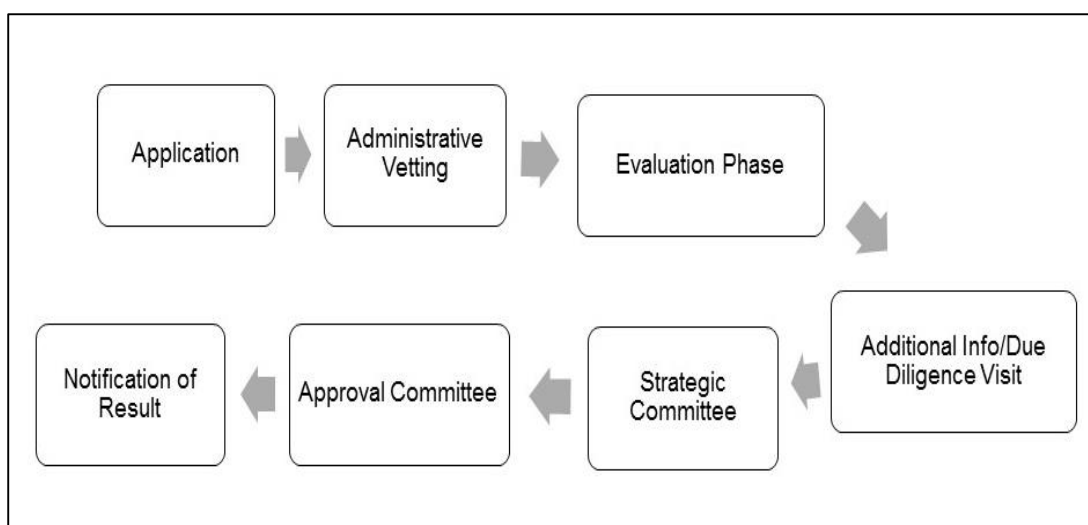 Application
Administrative
Vetting
Evaluation Phase
Additional Info/Due
Diligence Visit
Strategic
Committee
Approval Committee
Notification of
Result